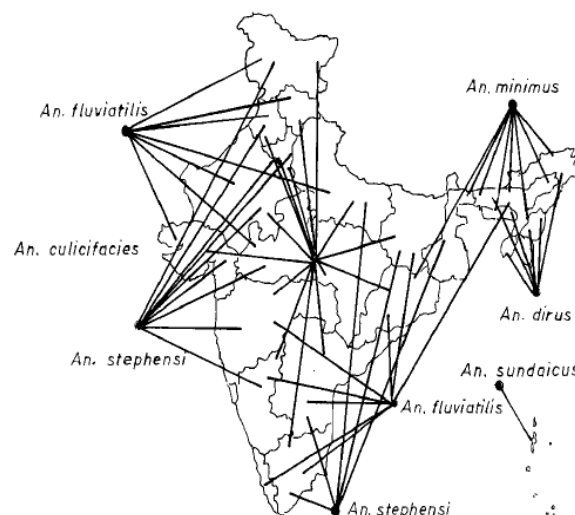 An. minimus
An. fluviatilis
An. culicifacies
An. dirus
An. stephensi
An. sundaicus
An. fluviatilis
An. stephensi